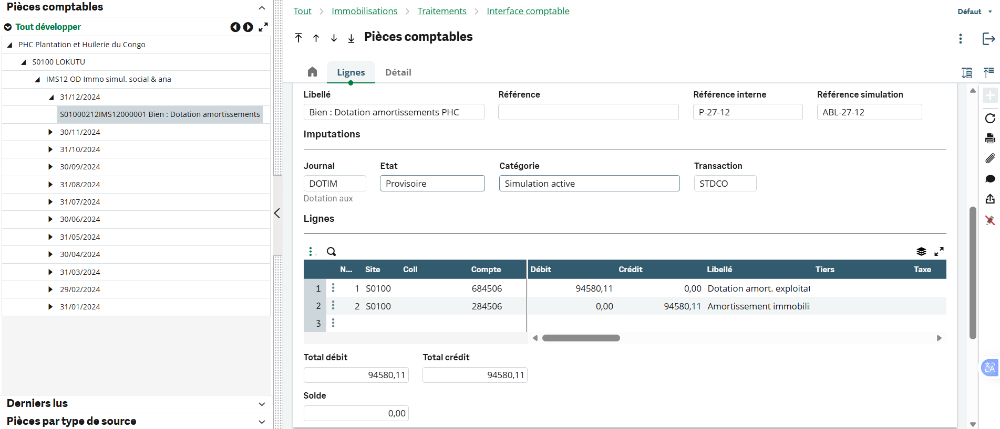 Pièces comptables
Tout développer
PHC Plantation et Huilerie du Congo
S0100 LOKUTU
IMS12 OD Immo simul. social & ana
31/12/2024
S01000212IMS12000001 Bien : Dotation amortissements
30/11/2024
31/10/2024
30/09/2024
31/08/2024
31/07/2024
30/06/2024
31/05/2024
30/04/2024
31/03/2024
29/02/2024
31/01/2024
Derniers lus
Pièces par type de source
Tout Immobilisations Traitements Interface comptable
Défaut
Pièces comptables
Lignes Détail
Libellé Référence Référence interne Référence simulation
Bien : Dotation amortissements PHC P-27-12 ABL-27-12
Imputations
Journal Etat Catégorie Transaction
DOTIM Provisoire Simulation active STDCO
Dotation aux
Lignes
N... Site Coll Compte Débit Crédit Libellé Tiers Taxe
1 1 S0100 684506 94580,11 0,00 Dotation amort. exploitat
2 2 S0100 284506 0,00 94580,11 Amortissement immobili
3
Total débit Total crédit
94580,11 94580,11
Solde
0,00